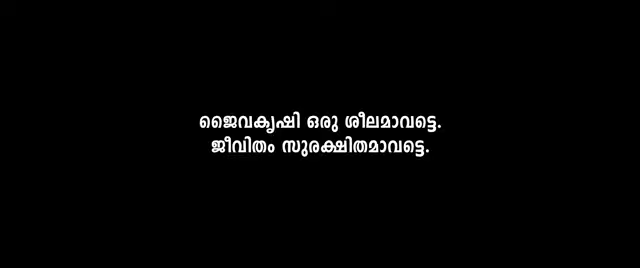 ജൈവകൃഷി ഒരു ശീലമാവട്ടെ.
ജീവിതം സുരക്ഷിതമാവട്ടെ.